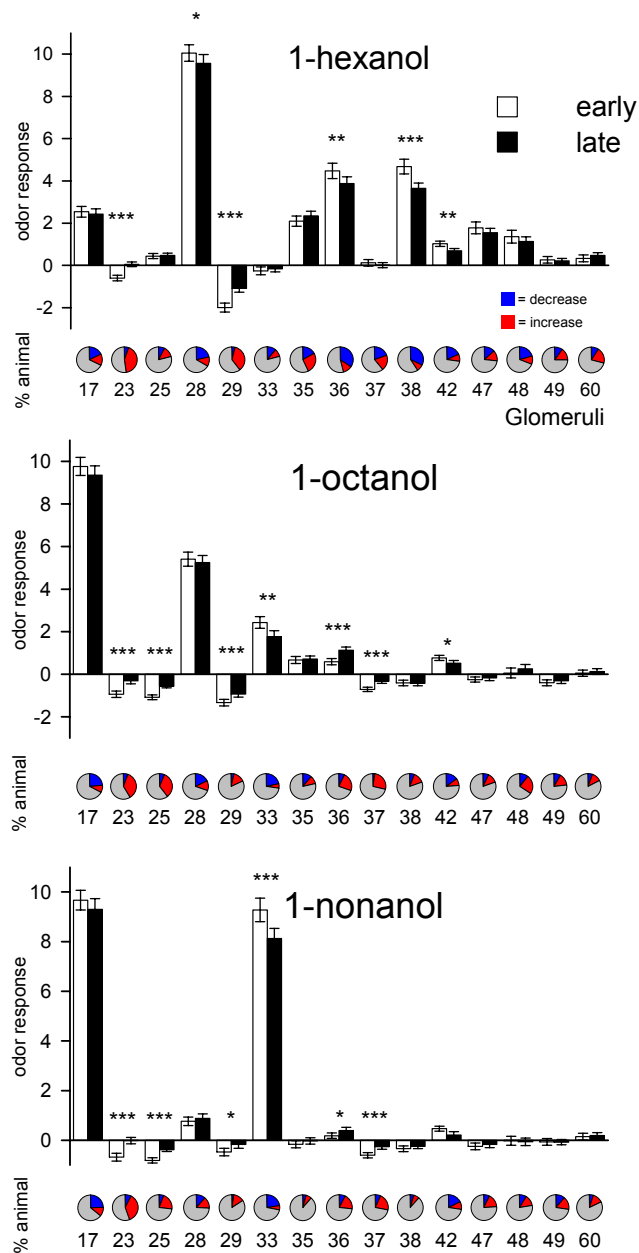 *
10
1-hexanol
odor response
8
early
late
6
** ***
4
*** *** **
2
0
-2
= decrease
= increase
% animal
17 23 25 28 29 33 35 36 37 38 42 47 48 49 60
Glomeruli
10
1-octanol
odor response
8
6
4
**
2
*** *** *** *** *** *
0
-2
% animal
17 23 25 28 29 33 35 36 37 38 42 47 48 49 60
***
10
1-nonanol
odor response
8
6
4
2
*** *** * * ***
0
% animal
17 23 25 28 29 33 35 36 37 38 42 47 48 49 60